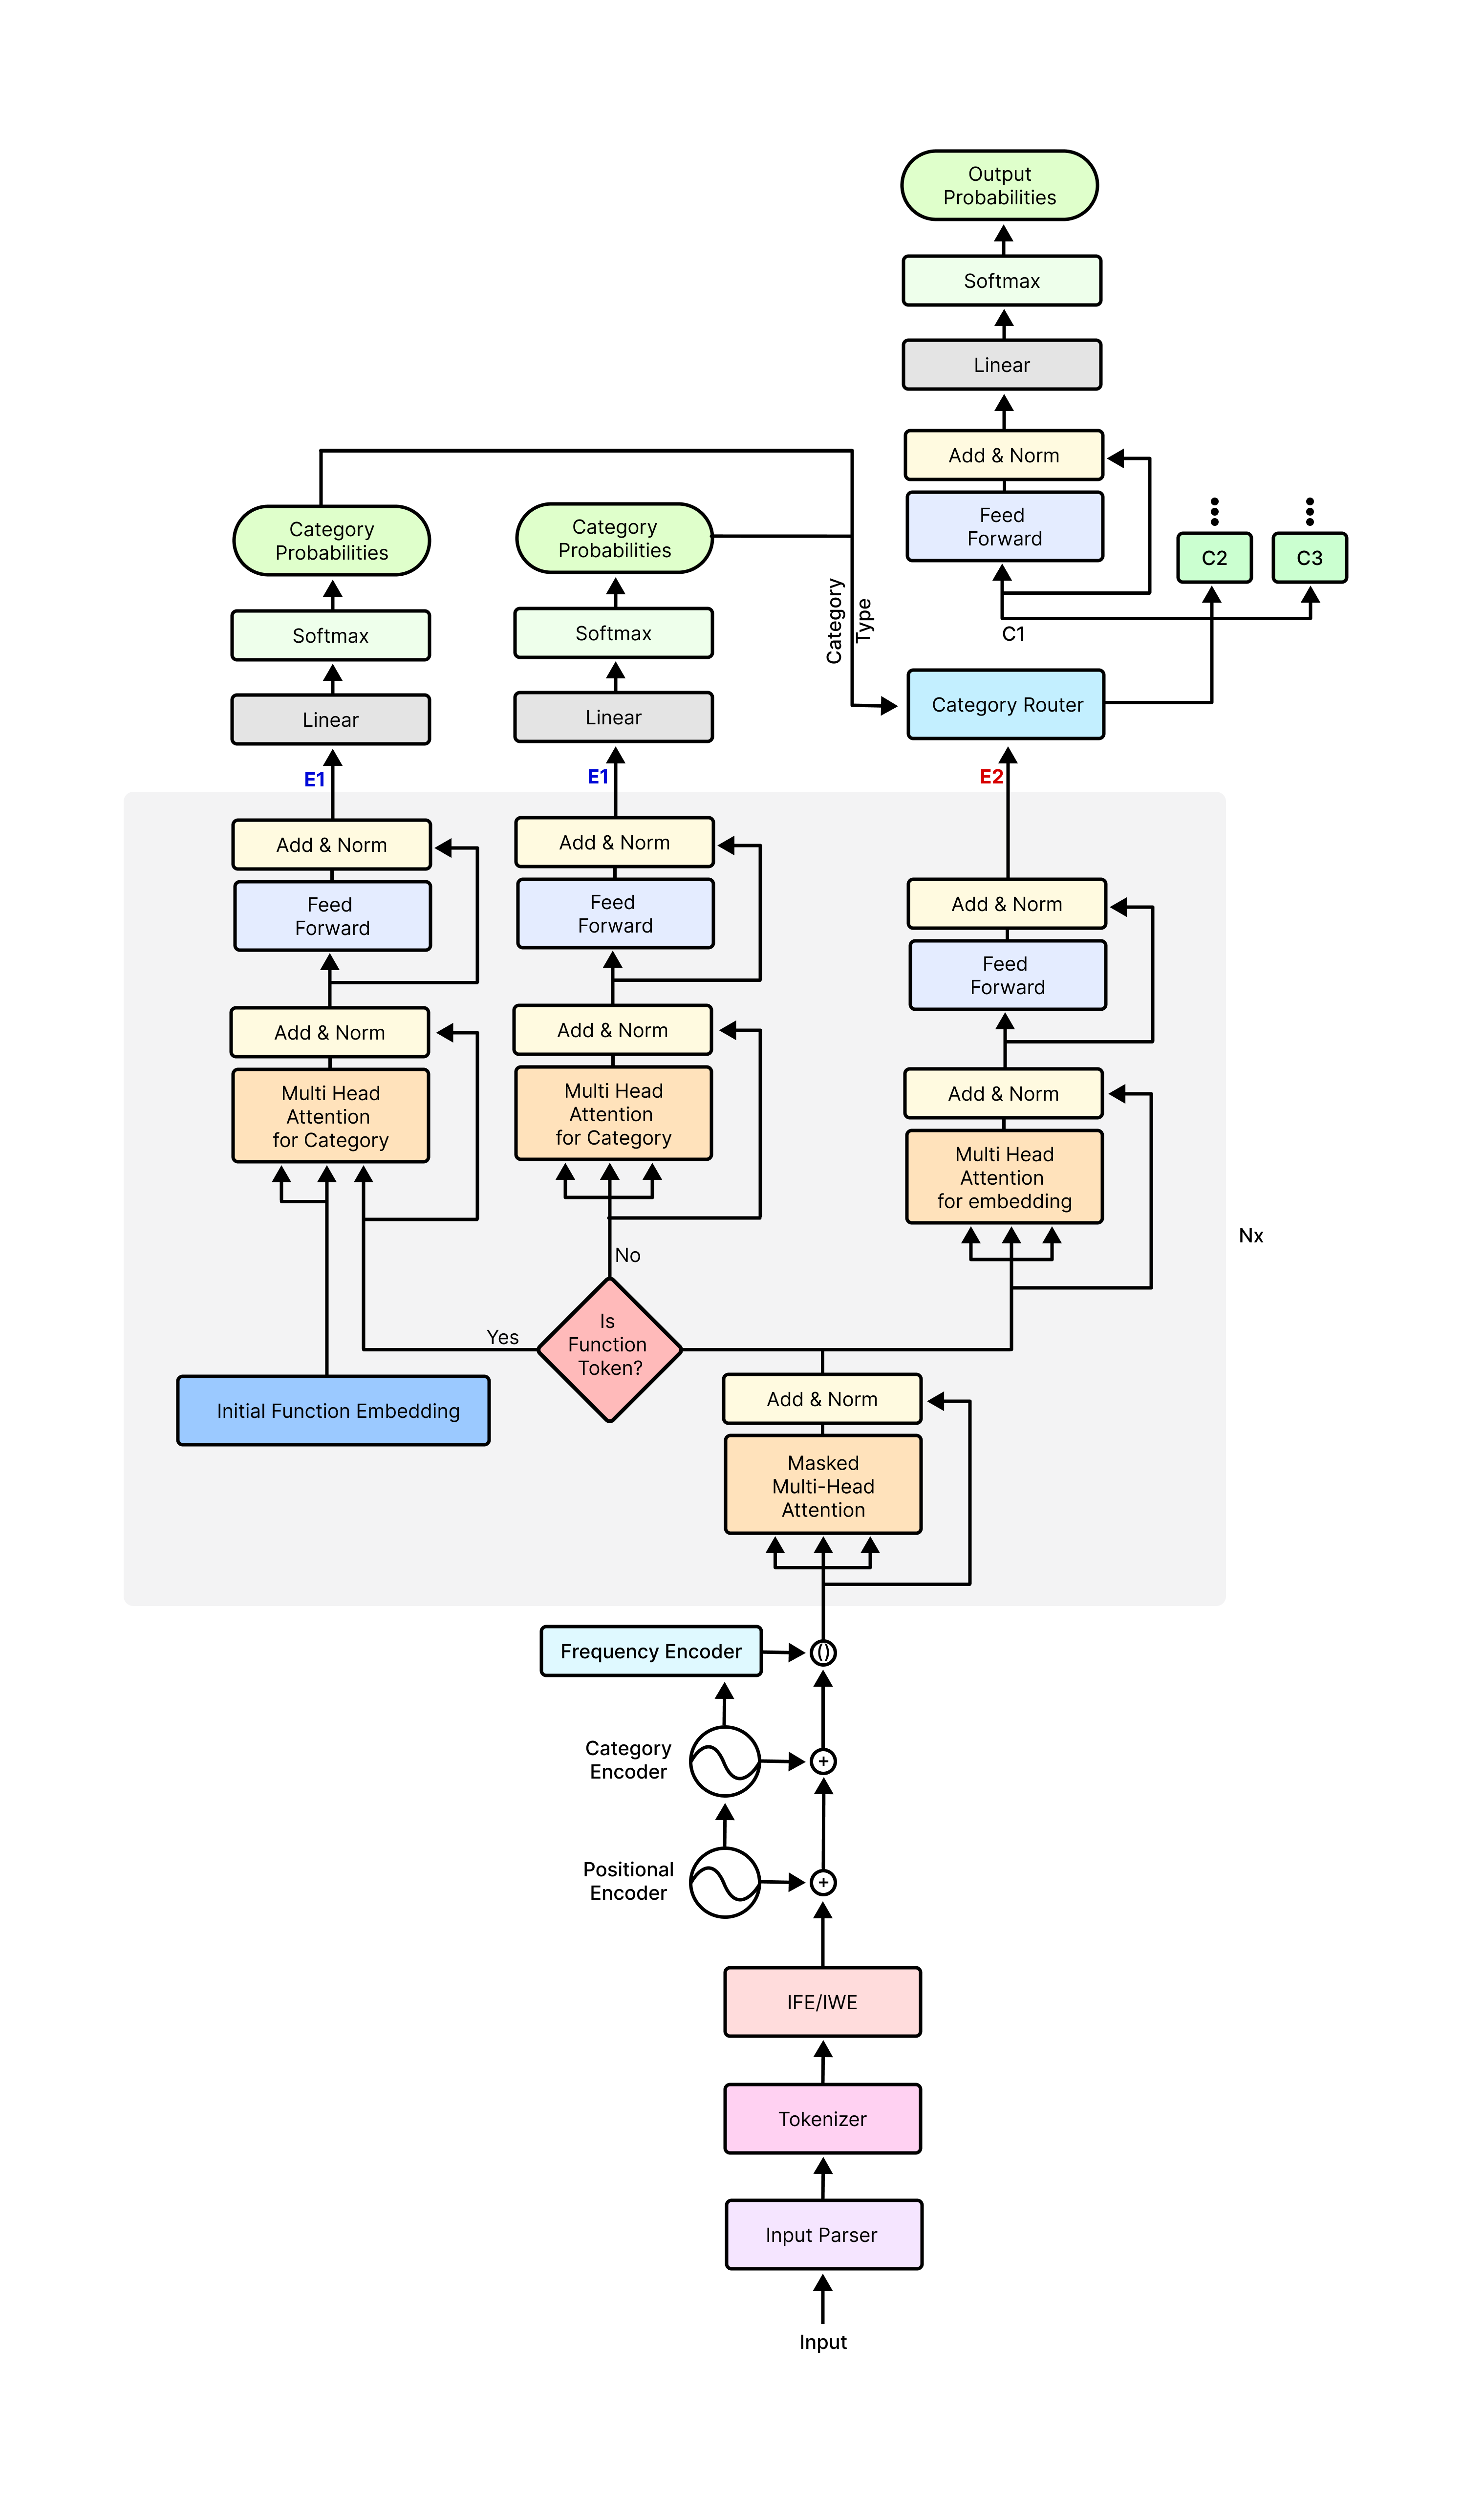 Output
Probabilities
Softmax
Linear
Add & Norm
Feed
Forward
C2
C3
C1
Category
Probabilities
Category
Probabilities
Category
Type
Softmax
Softmax
Linear
Linear
Category Router
E1
E1
E2
Add & Norm
Add & Norm
Feed
Forward
Feed
Forward
Add & Norm
Feed
Forward
Add & Norm
Add & Norm
Multi Head
Attention
for Category
Multi Head
Attention
for Category
Add & Norm
Multi Head
Attention
for embedding
Nx
No
Yes
Is
Function
Token?
Initial Function Embedding
Add & Norm
Masked
Multi-Head
Attention
Frequency Encoder
()
Category
Encoder
+
Positional
Encoder
+
IFE/IWE
Tokenizer
Input Parser
Input